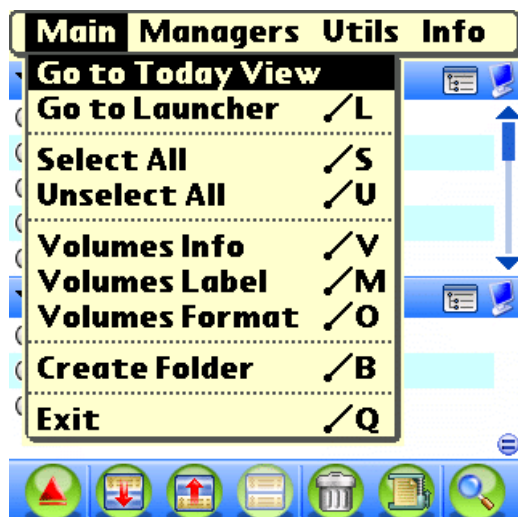 Main Managers Utils Info
Go to Today View
Go to Launcher /L
Select All /S
Unselect All /U
Volumes Info /V
Volumes Label /M
Volumes Format /O
Create Folder /B
Exit /Q